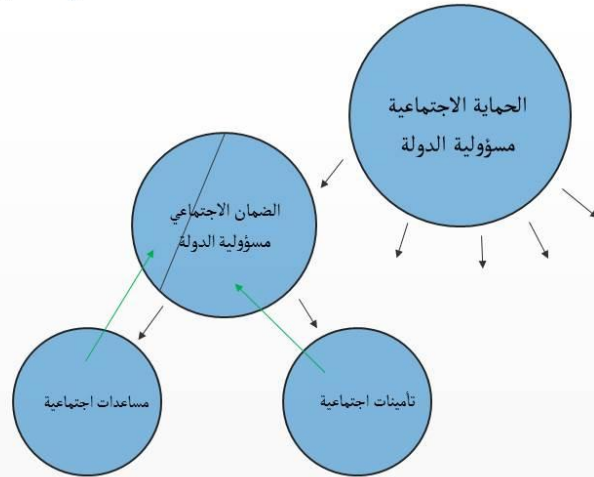 الحماية الاجتماعية
مسؤولية الدولة
الضمان الاجتماعي
مسؤولية الدولة
تأمينات اجتماعية
مساعدات اجتماعية